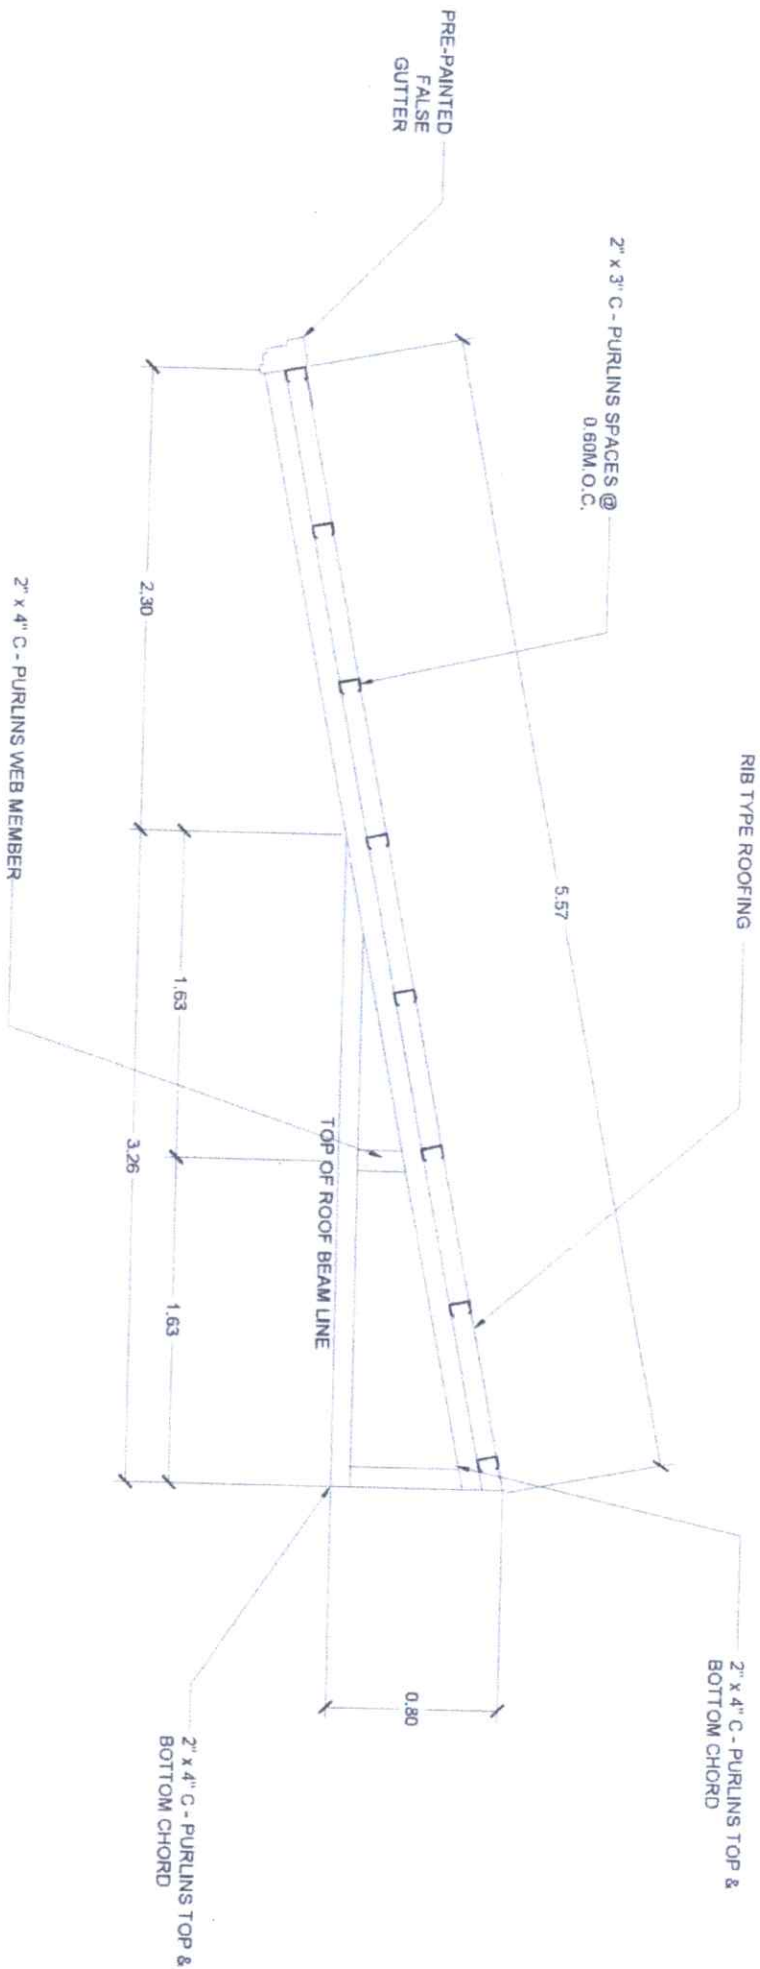 PRE-PAINTED
FALSE
GUTTER
2" x 3" C - PURLINS SPACES @
0.60M.O.C.
RIB TYPE ROOFING
5.57
2" x 4" C - PURLINS TOP &
BOTTOM CHORD
0.80
2" x 4" C - PURLINS TOP &
BOTTOM CHORD
TOP OF ROOF BEAM LINE
2.30
1.63
1.63
3.26
2" x 4" C - PURLINS WEB MEMBER